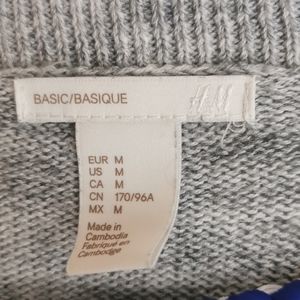 BASIC/BASIQUE
H&M
EUR M
US M
CA M
CN 170/96A
MX M
Made in
Cambodia
Fabriqué en
Cambodge